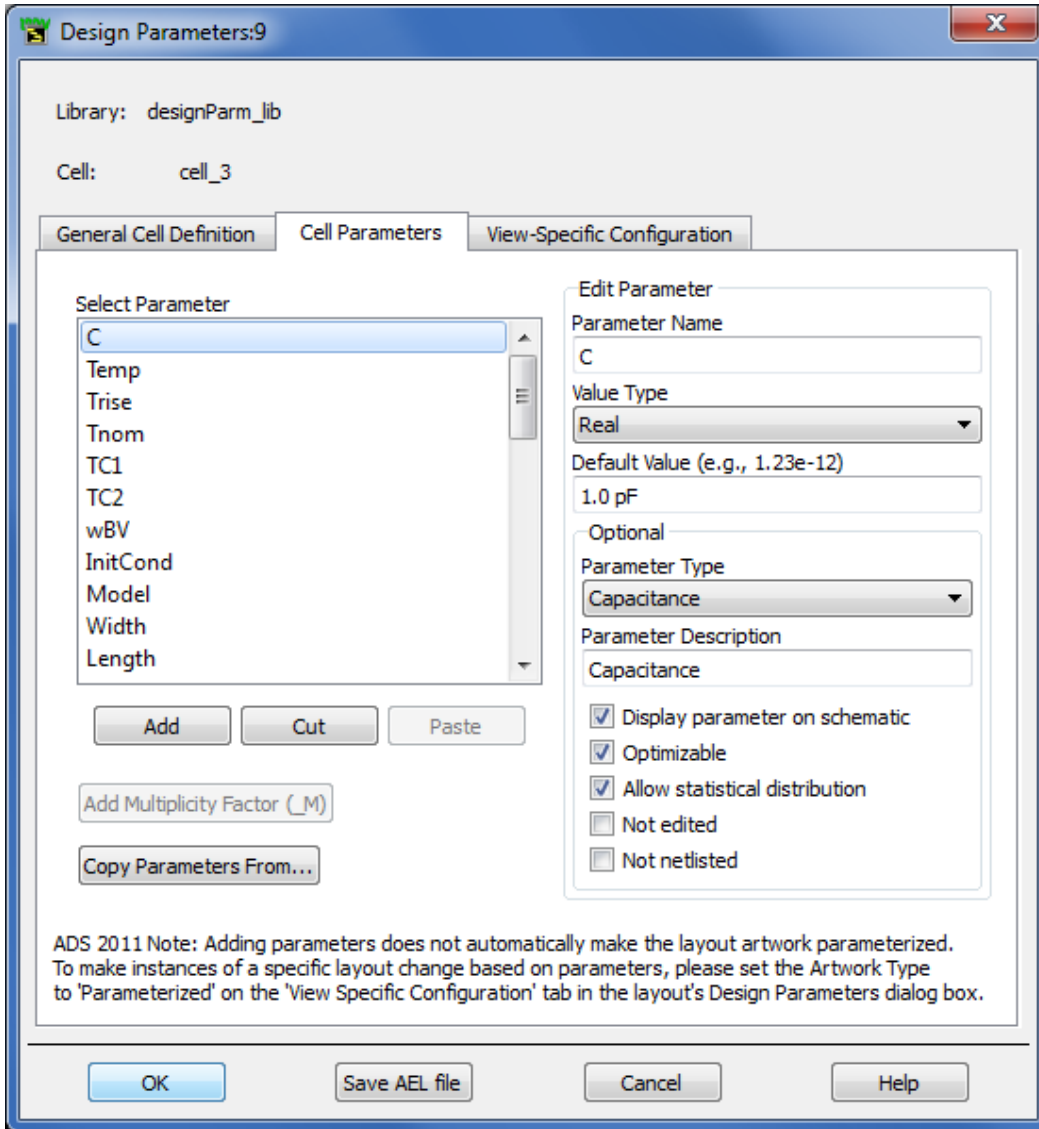 Design Parameters:9
Library: designParm_lib
Cell: cell_3
General Cell Definition
Cell Parameters
View-Specific Configuration
Select Parameter
C
Temp
Trise
Tnom
TC1
TC2
wBV
InitCond
Model
Width
Length
Add
Cut
Paste
Add Multiplicity Factor (_M)
Copy Parameters From...
Edit Parameter
Parameter Name
C
Value Type
Real
Default Value (e.g., 1.23e-12)
1.0 pF
Optional
Parameter Type
Capacitance
Parameter Description
Capacitance
Display parameter on schematic
Optimizable
Allow statistical distribution
Not edited
Not netlisted
ADS 2011 Note: Adding parameters does not automatically make the layout artwork parameterized.
To make instances of a specific layout change based on parameters, please set the Artwork Type
to 'Parameterized' on the 'View Specific Configuration' tab in the layout's Design Parameters dialog box.
OK
Save AEL file
Cancel
Help